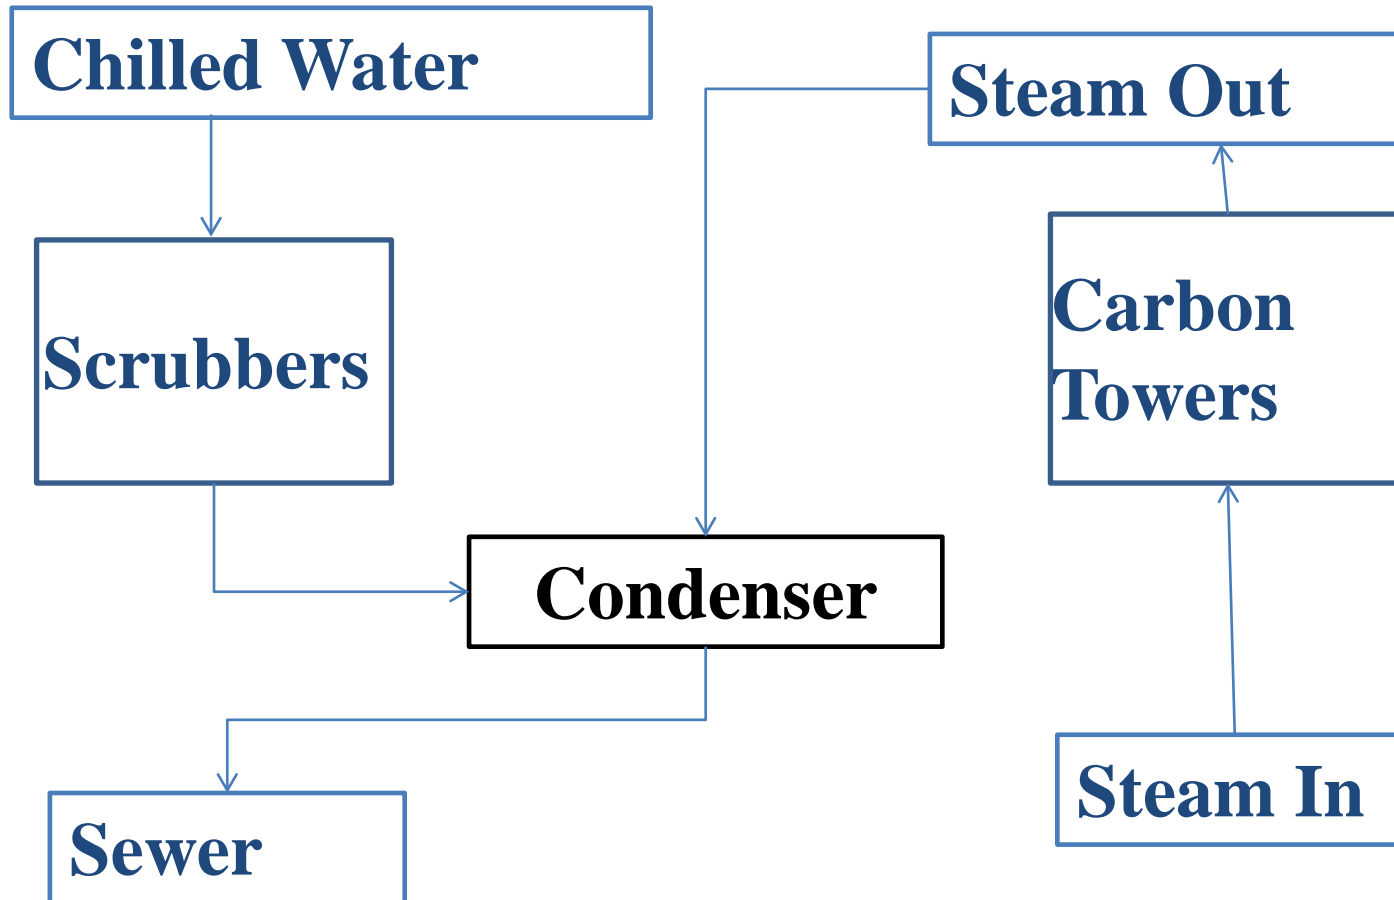 Chilled Water
Steam Out
Scrubbers
Carbon
Towers
Condenser
Steam In
Sewer